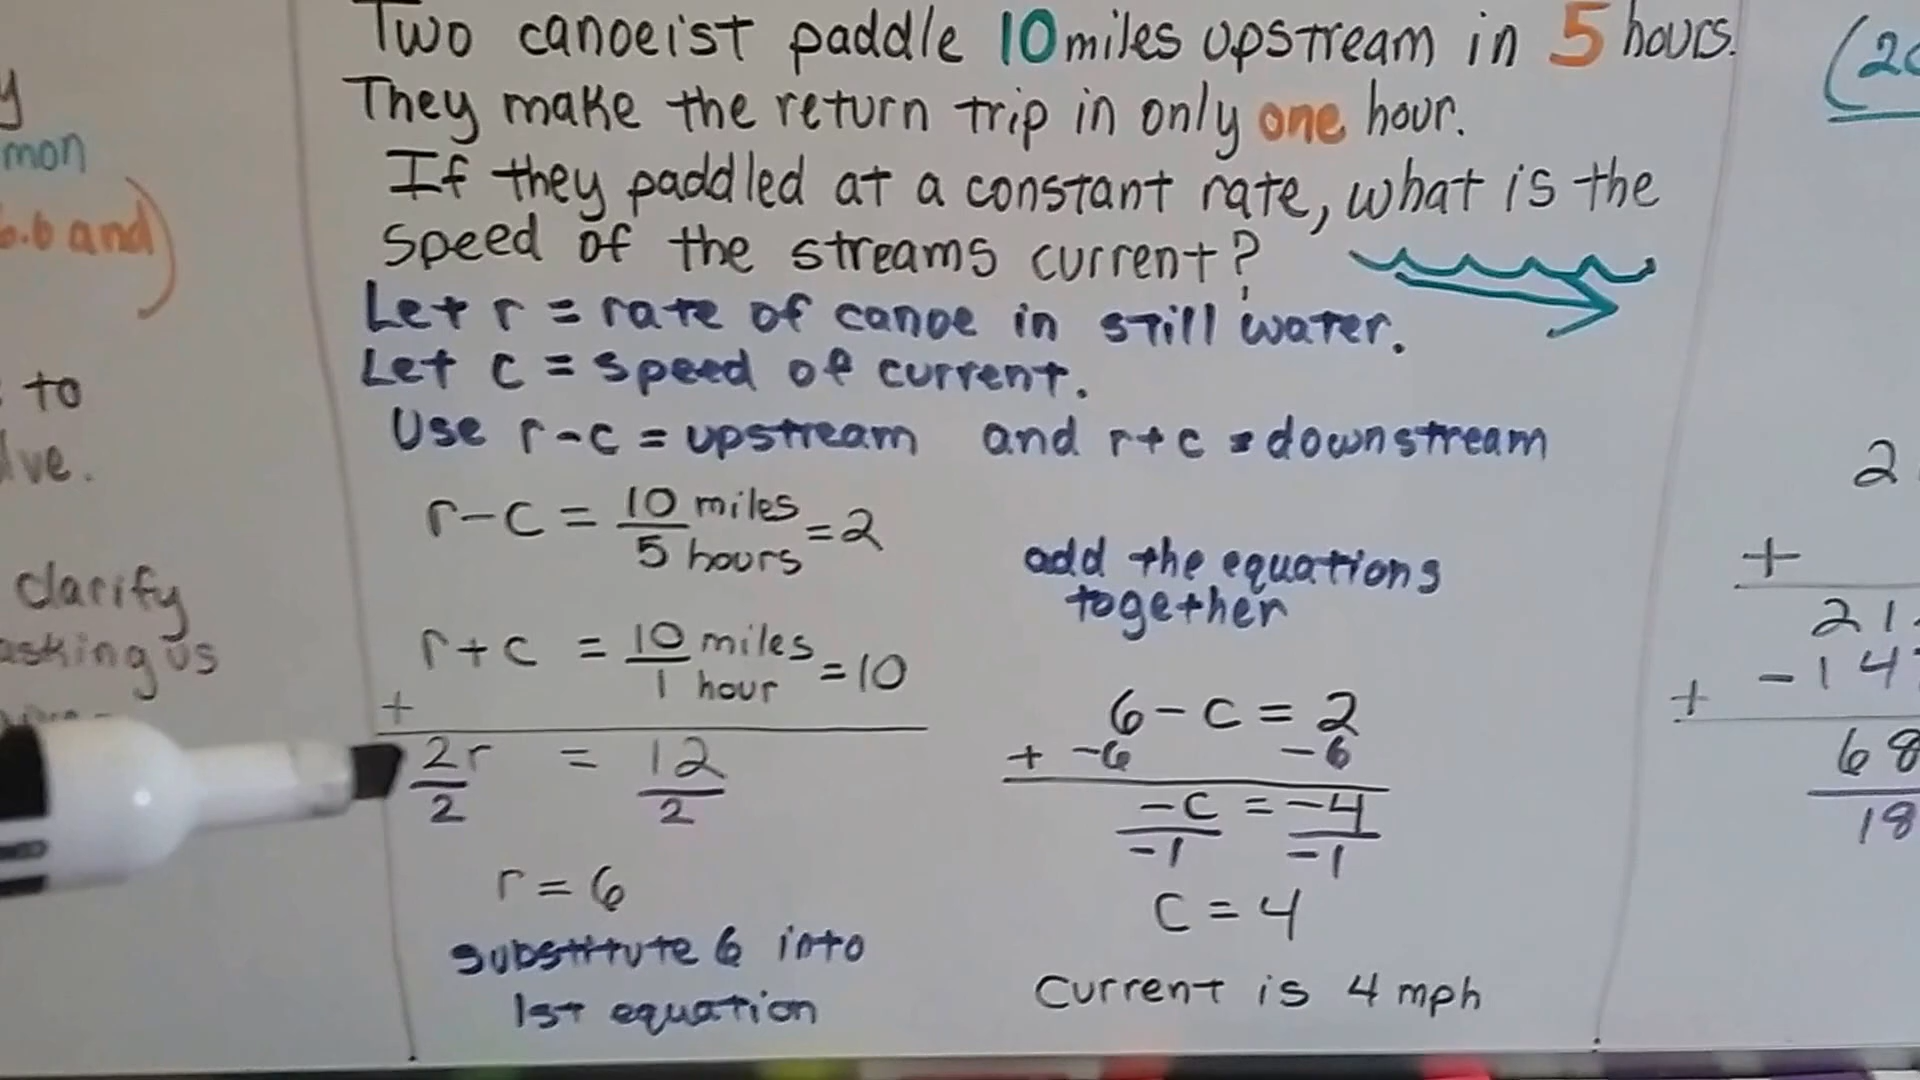 Two canoeist paddle 10 miles upstream in 5 hours.
They make the return trip in only one hour.
If they paddled at a constant rate, what is the
speed of the streams current?
Let r = rate of canoe in still water.
Let c = speed of current.
Use r-c = upstream and r+c = downstream
r-c = 10 miles / 5 hours = 2
r+c = 10 miles / 1 hour = 10
+
2r = 12
2 2
r = 6
substitute 6 into
1st equation
add the equations
together
6-c = 2
+ -6 -6
-c = -4
-1 -1
c = 4
current is 4 mph
y
mon
and)
to
clarify
asking us
(2
2
+
21
+ -14
68
18